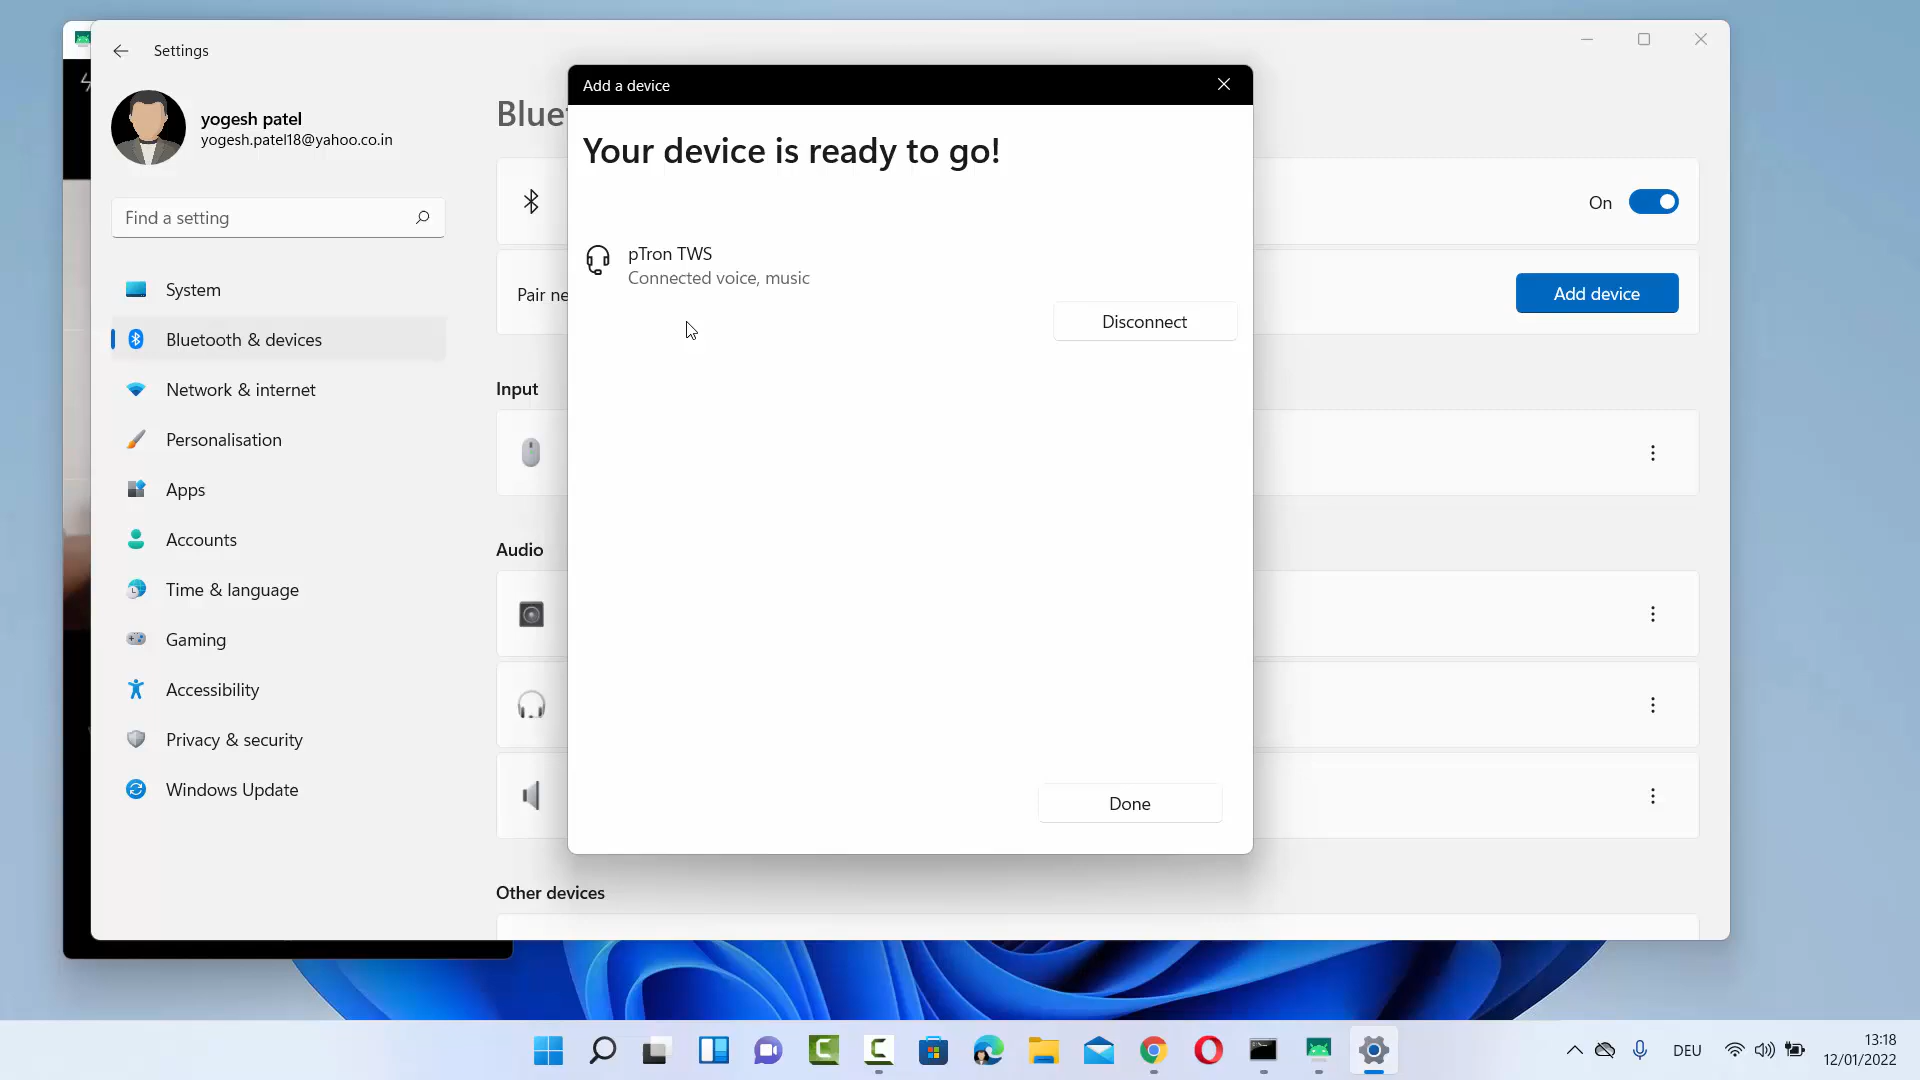 Settings
yogesh patel
yogesh.patel18@yahoo.co.in
Find a setting
System
Bluetooth & devices
Network & internet
Personalisation
Apps
Accounts
Time & language
Gaming
Accessibility
Privacy & security
Windows Update
Blue
On
Pair ne
Add device
Input
Audio
Other devices
Add a device
Your device is ready to go!
pTron TWS
Connected voice, music
Disconnect
Done
DEU
13:18
12/01/2022